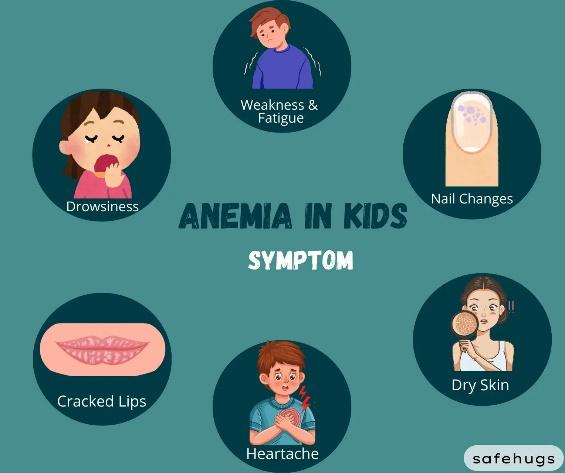 Weakness &
Fatigue
Drowsiness
Nail Changes
ANEMIA IN KIDS
SYMPTOM
Cracked Lips
Heartache
Dry Skin
safehugs